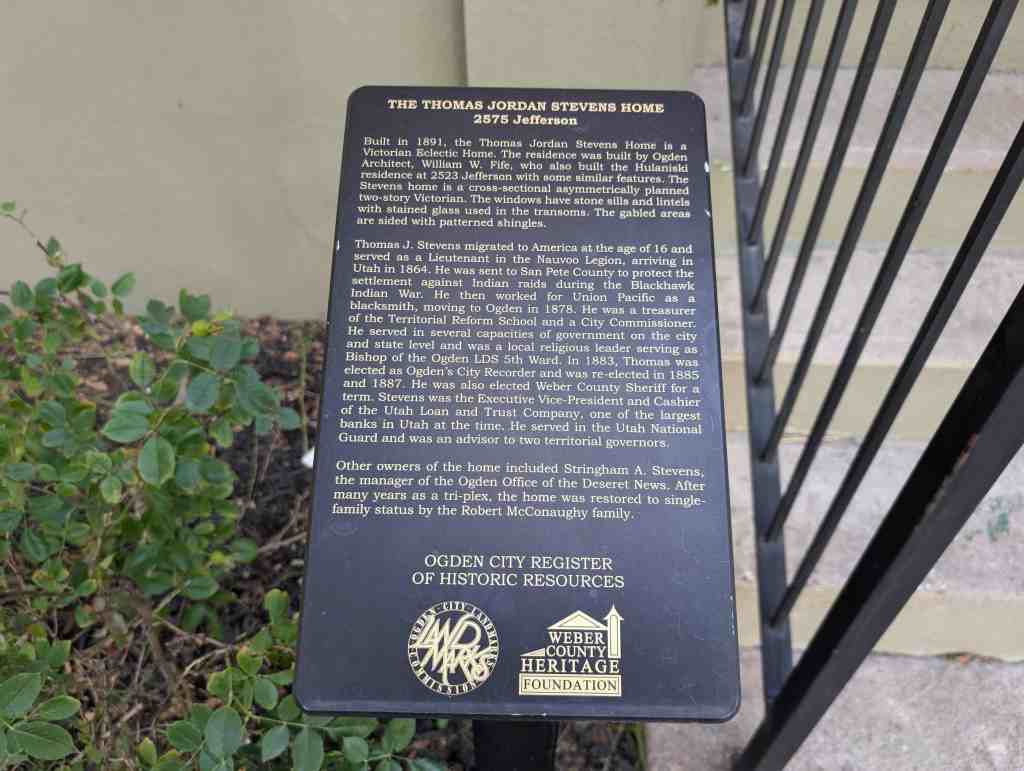 THE THOMAS JORDAN STEVENS HOME
2575 Jefferson
Built in 1891, the Thomas Jordan Stevens Home is a
Victorian Eclectic Home. The residence was built by Ogden
Architect, William W. Fife, who also built the Hulaniski
residence at 2523 Jefferson with some similar features. The
Stevens home is a cross-sectional asymmetrically planned
two-story Victorian. The windows have stone sills and lintels
with stained glass used in the transoms. The gabled areas
are sided with patterned shingles.
Thomas J. Stevens migrated to America at the age of 16 and
served as a Lieutenant in the Nauvoo Legion, arriving in
Utah in 1864. He was sent to San Pete County to protect the
settlement against Indian raids during the Blackhawk
Indian War. He then worked for Union Pacific as a
blacksmith, moving to Ogden in 1878. He was a treasurer
of the Territorial Reform School and a City Commissioner.
He served in several capacities of government on the city
and state level and was a local religious leader serving as
Bishop of the Ogden LDS 5th Ward. In 1883, Thomas was
elected as Ogden's City Recorder and was re-elected in 1885
and 1887. He was also elected Weber County Sheriff for a
term. Stevens was the Executive Vice-President and Cashier
of the Utah Loan and Trust Company, one of the largest
banks in Utah at the time. He served in the Utah National
Guard and was an advisor to two territorial governors.
Other owners of the home included Stringham A. Stevens,
the manager of the Ogden Office of the Deseret News. After
many years as a tri-plex, the home was restored to single-
family status by the Robert McConaughy family.
OGDEN CITY REGISTER
OF HISTORIC RESOURCES
OGDEN CITY LANDMARKS
COMMISSION
LANDMARKS
WEBER
COUNTY
HERITAGE
FOUNDATION